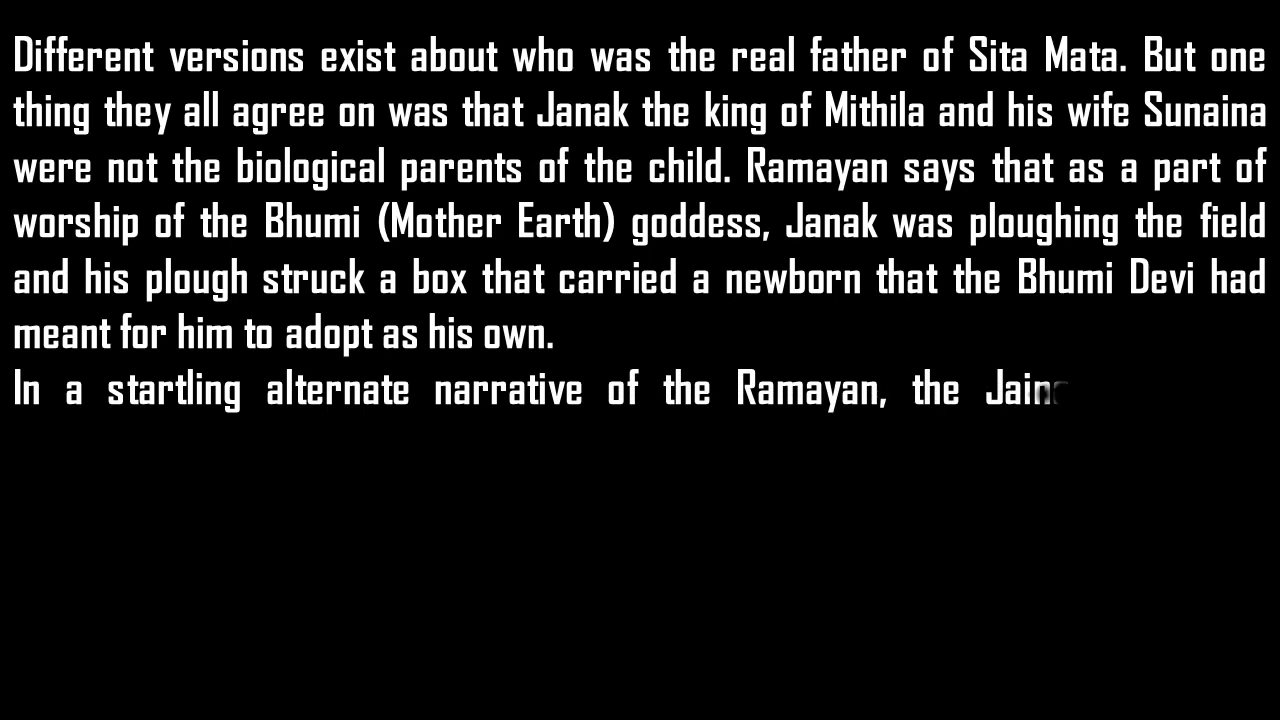 Different versions exist about who was the real father of Sita Mata. But one
thing they all agree on was that Janak the king of Mithila and his wife Sunaina
were not the biological parents of the child. Ramayan says that as a part of
worship of the Bhumi (Mother Earth) goddess, Janak was ploughing the field
and his plough struck a box that carried a newborn that the Bhumi Devi had
meant for him to adopt as his own.
In a startling alternate narrative of the Ramayan, the